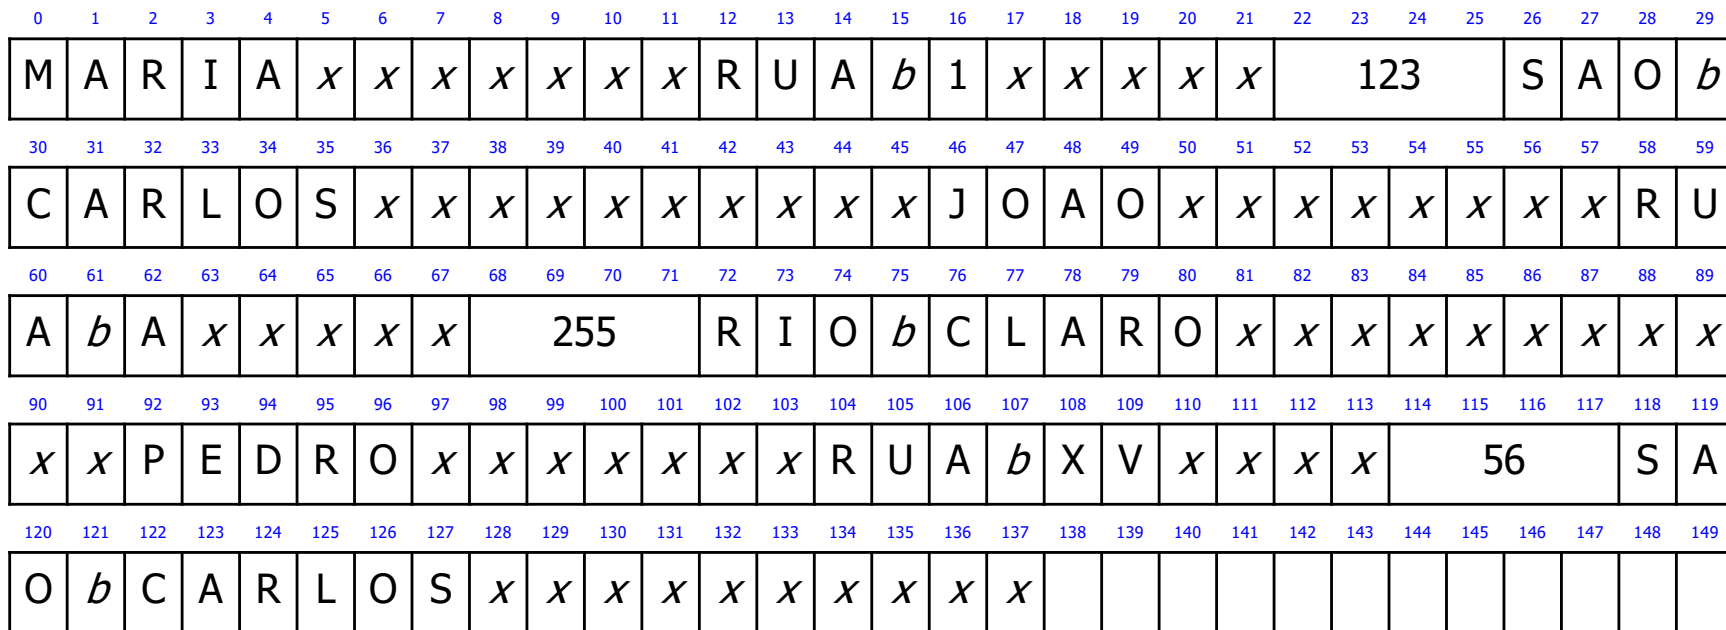 0 1 2 3 4 5 6 7 8 9 10 11 12 13 14 15 16 17 18 19 20 21 22 23 24 25 26 27 28 29
M A R I A x x x x x x x R U A b 1 x x x x x 123 S A O b
30 31 32 33 34 35 36 37 38 39 40 41 42 43 44 45 46 47 48 49 50 51 52 53 54 55 56 57 58 59
C A R L O S x x x x x x x x x x J O A O x x x x x x x x R U
60 61 62 63 64 65 66 67 68 69 70 71 72 73 74 75 76 77 78 79 80 81 82 83 84 85 86 87 88 89
A b A x x x x x 255 R I O b C L A R O x x x x x x x x x
90 91 92 93 94 95 96 97 98 99 100 101 102 103 104 105 106 107 108 109 110 111 112 113 114 115 116 117 118 119
x x P E D R O x x x x x x x R U A b X V x x x x 56 S A
120 121 122 123 124 125 126 127 128 129 130 131 132 133 134 135 136 137 138 139 140 141 142 143 144 145 146 147 148 149
O b C A R L O S x x x x x x x x x x